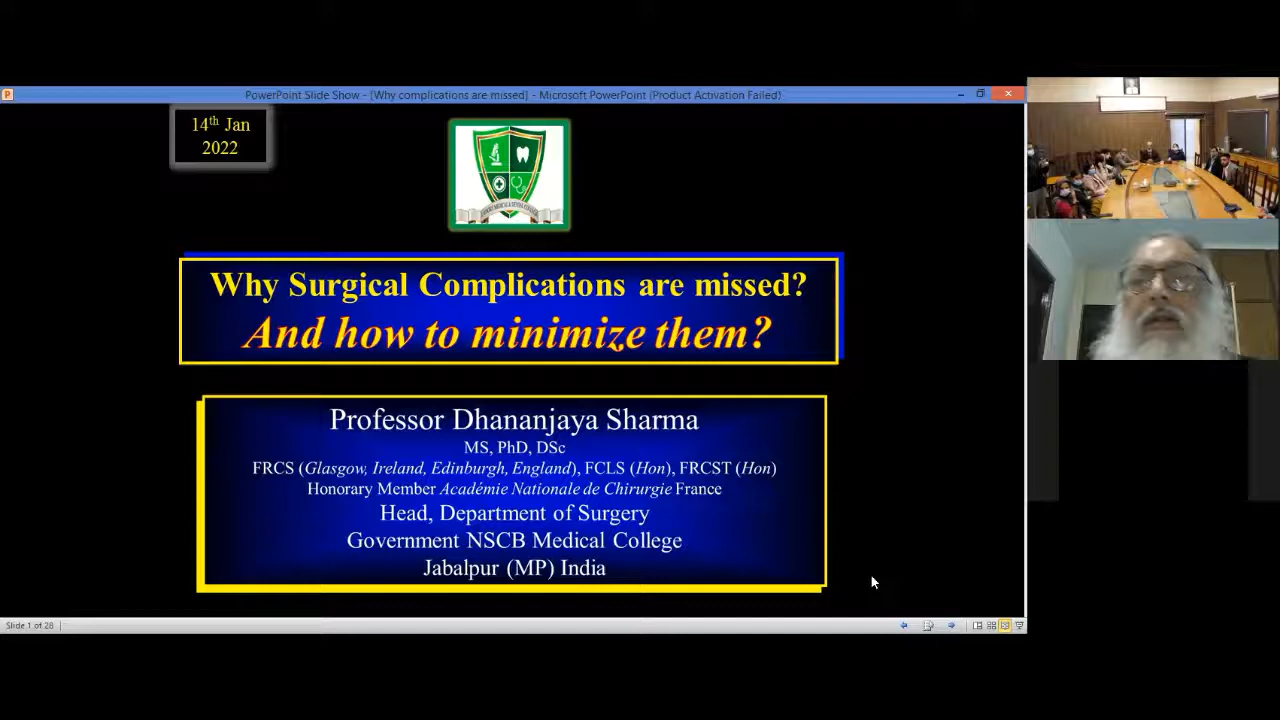 PowerPoint Slide Show - [Why complications are missed] - Microsoft PowerPoint (Product Activation Failed)
14th Jan
2022
Why Surgical Complications are missed?
And how to minimize them?
Professor Dhananjaya Sharma
MS, PhD, DSc
FRCS (Glasgow, Ireland, Edinburgh, England), FCLS (Hon), FRCST (Hon)
Honorary Member Académie Nationale de Chirurgie France
Head, Department of Surgery
Government NSCB Medical College
Jabalpur (MP) India
Slide 1 of 28